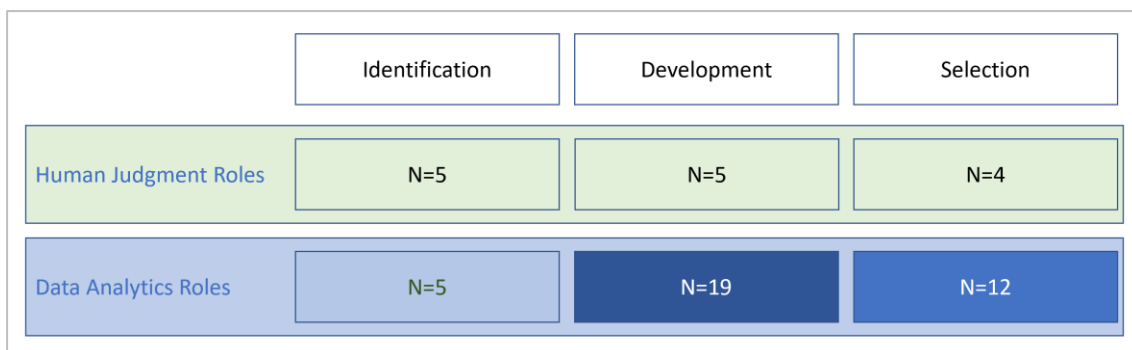 Identification
Development
Selection
Human Judgment Roles
N=5
N=5
N=4
Data Analytics Roles
N=5
N=19
N=12